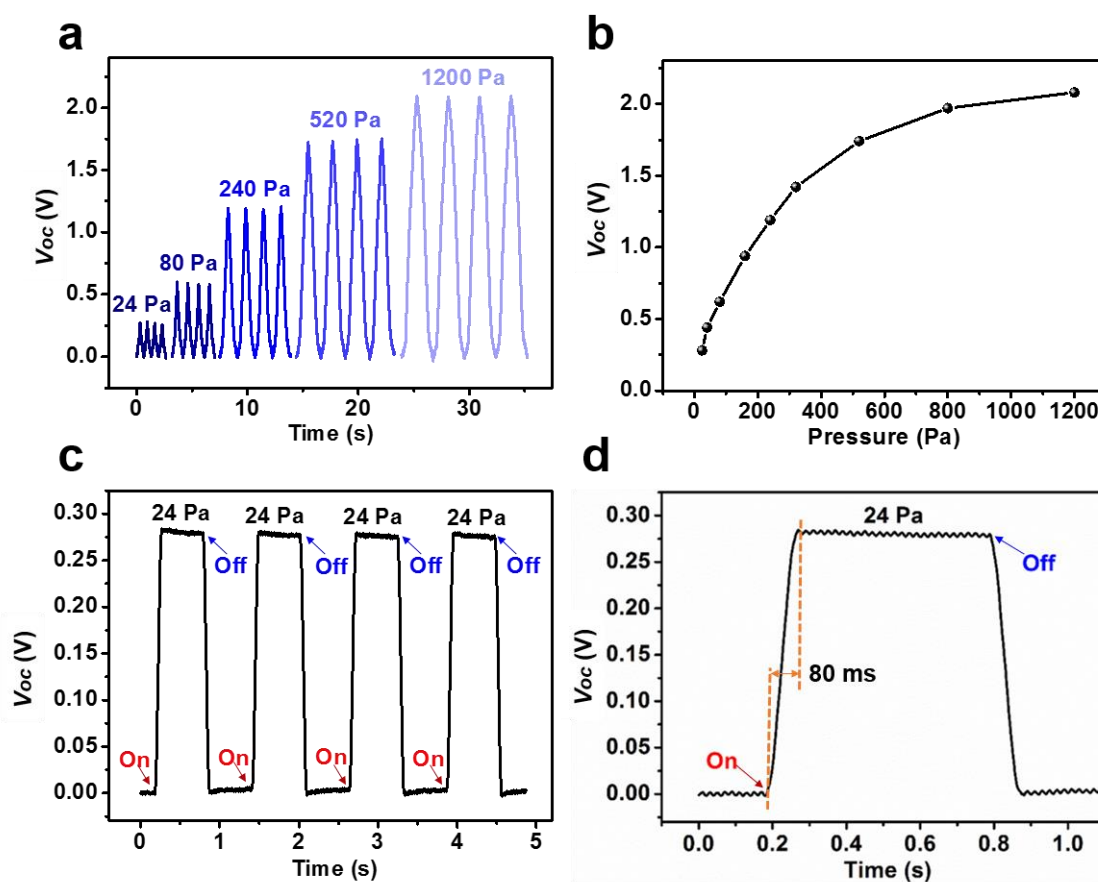 a
2.0
1.5
1.0
0.5
0.0
Voc (V)
24 Pa
80 Pa
240 Pa
520 Pa
1200 Pa
0 10 20 30
Time (s)
b
2.0
1.5
1.0
0.5
0.0
Voc (V)
0 200 400 600 800 1000 1200
Pressure (Pa)
c
0.30
0.25
0.20
0.15
0.10
0.05
0.00
Voc (V)
24 Pa 24 Pa 24 Pa 24 Pa
Off Off Off Off
On On On On
0 1 2 3 4 5
Time (s)
d
0.30
0.25
0.20
0.15
0.10
0.05
0.00
Voc (V)
24 Pa
Off
80 ms
On
0.0 0.2 0.4 0.6 0.8 1.0
Time (s)